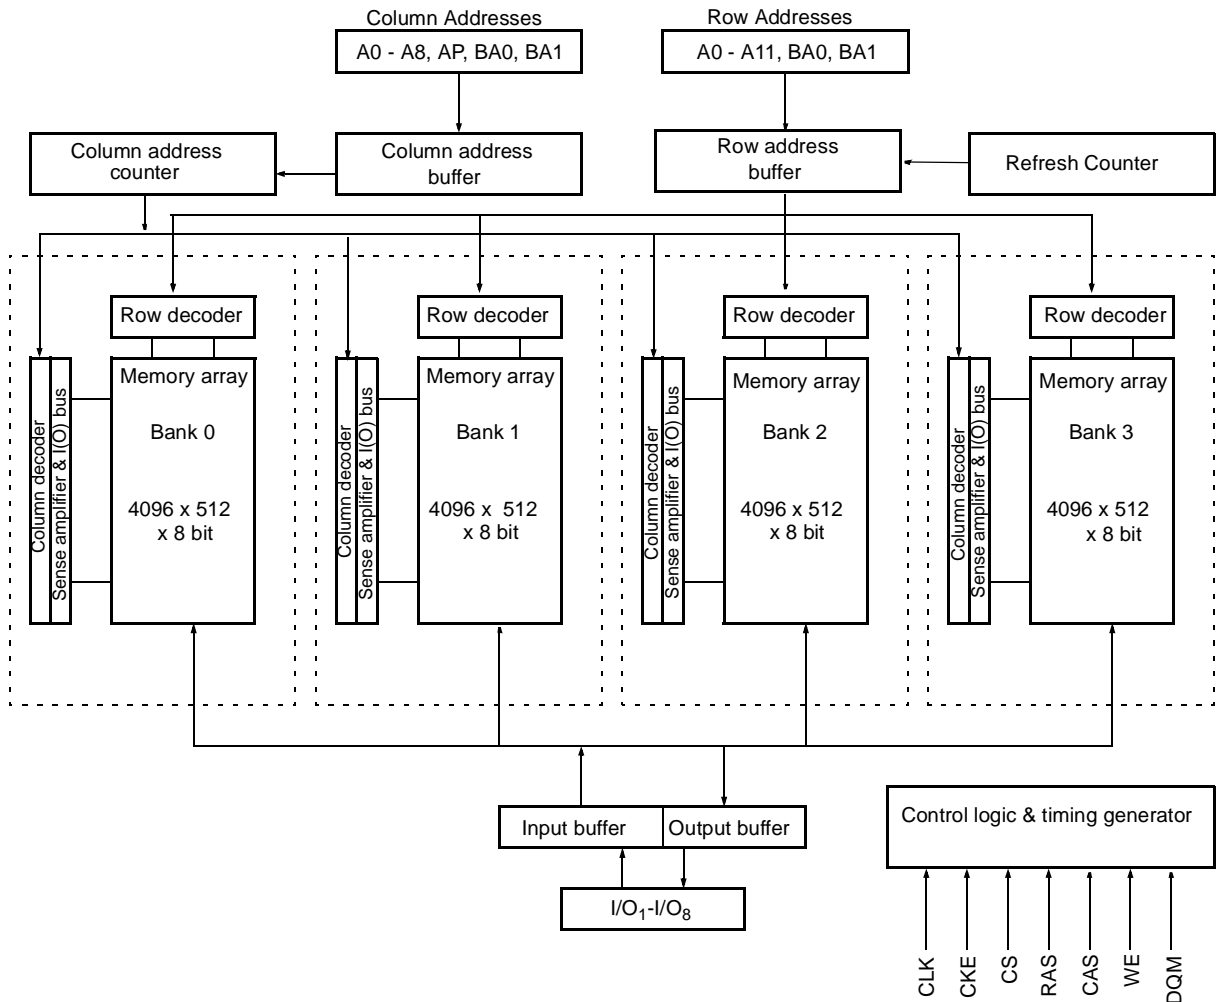 Column Addresses
Row Addresses
A0 - A8, AP, BA0, BA1
A0 - A11, BA0, BA1
Column address
counter
Column address
buffer
Row address
buffer
Refresh Counter
Row decoder
Row decoder
Row decoder
Row decoder
Column decoder
Sense amplifier & I(O) bus
Memory array
Bank 0
4096 x 512
x 8 bit
Column decoder
Sense amplifier & I(O) bus
Memory array
Bank 1
4096 x 512
x 8 bit
Column decoder
Sense amplifier & I(O) bus
Memory array
Bank 2
4096 x 512
x 8 bit
Column decoder
Sense amplifier & I(O) bus
Memory array
Bank 3
4096 x 512
x 8 bit
Input buffer
Output buffer
I/O₁-I/O₈
Control logic & timing generator
CLK
CKE
CS
RAS
CAS
WE
DQM